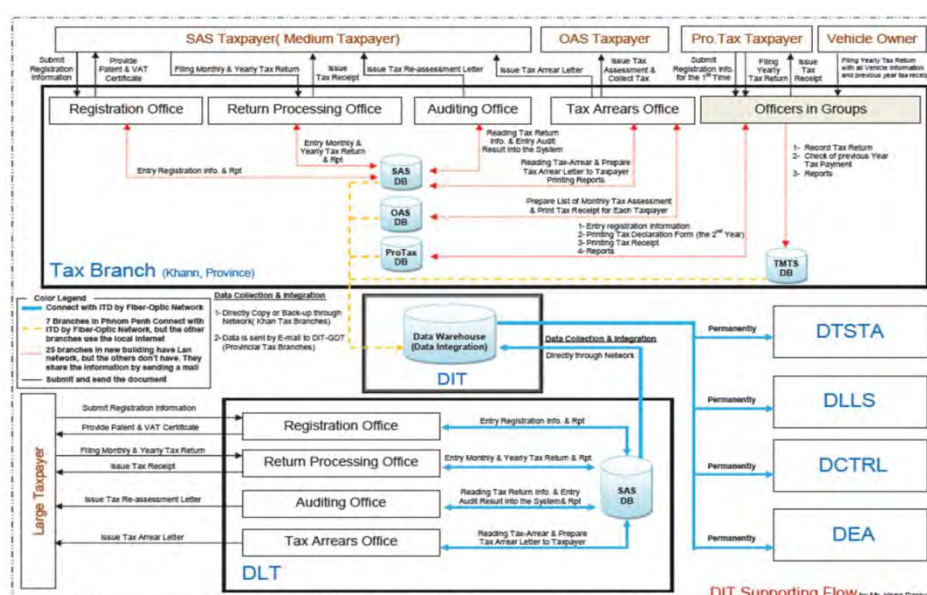 SAS Taxpayer( Medium Taxpayer)
OAS Taxpayer
Pro.Tax Taxpayer
Vehicle Owner
Submit
Registration
Information
Provide
Patent & VAT
Certificate
Filing Monthly & Yearly Tax Return
Issue
Tax Receipt
Issue Tax Re-assessment Letter
Issue Tax Arrear Letter
Issue Tax
Assessment &
Collect Tax
Submit
Registration Info.
for the 1st Time
Filing
Yearly
Tax Return
Issue
Tax
Receipt
Filing Yearly Tax Return
with all Vehicle Information
and previous year tax receipt
Registration Office
Return Processing Office
Auditing Office
Tax Arrears Office
Officers in Groups
Entry Registration Info. & Rpt
Entry Monthly &
Yearly Tax Return
& Rpt
Reading Tax Return
Info. & Entry Audit
Result Into the System
Reading Tax-Arrear & Prepare
Tax Arrear Letter to Taxpayer
Printing Reports
1- Record Tax Return
2- Check of previous Year
Tax Payment
3- Reports
SAS
DB
Prepare List of Monthly Tax Assessment
& Print Tax Receipt for Each Taxpayer
OAS
DB
1- Entry registration information
2- Printing Tax Declaration Form (the 2nd Year)
3- Printing Tax Receipt
4- Reports
ProTax
DB
TMTS
DB
Tax Branch (Khann, Province)
Color Legend
Connect with ITD by Fiber-Optic Network
7 Branches in Phnom Penh Connect with
ITD by Fiber-Optic Network, but the other
branches use the local Internet
25 branches in new building have Lan
network, but the others don't have. They
share the information by sending a mail
Submit and send the document
Data Collection & Integration
1- Directly Copy or Back-up through
Network( Khan Tax Branches)
2- Data is sent by E-mail to DIT-GDT
(Provincial Tax Branches)
Data Warehouse
(Data Integration)
DIT
Data Collection & Integration
Directly through Network
Permanently
DTSTA
Permanently
DLLS
Permanently
DCTRL
Permanently
DEA
Large Taxpayer
Submit Registration Information
Provide Patent & VAT Certificate
Filing Monthly & Yearly Tax Return
Issue Tax Receipt
Issue Tax Re-assessment Letter
Issue Tax Arrear Letter
Registration Office
Return Processing Office
Auditing Office
Tax Arrears Office
Entry Registration Info. & Rpt
Entry Monthly & Yearly Tax Return & Rpt
Reading Tax Return Info. & Entry
Audit Result Into the System& Rpt
Reading Tax-Arrear & Prepare
Tax Arrear Letter to Taxpayer
SAS
DB
DLT
DIT Supporting Flow